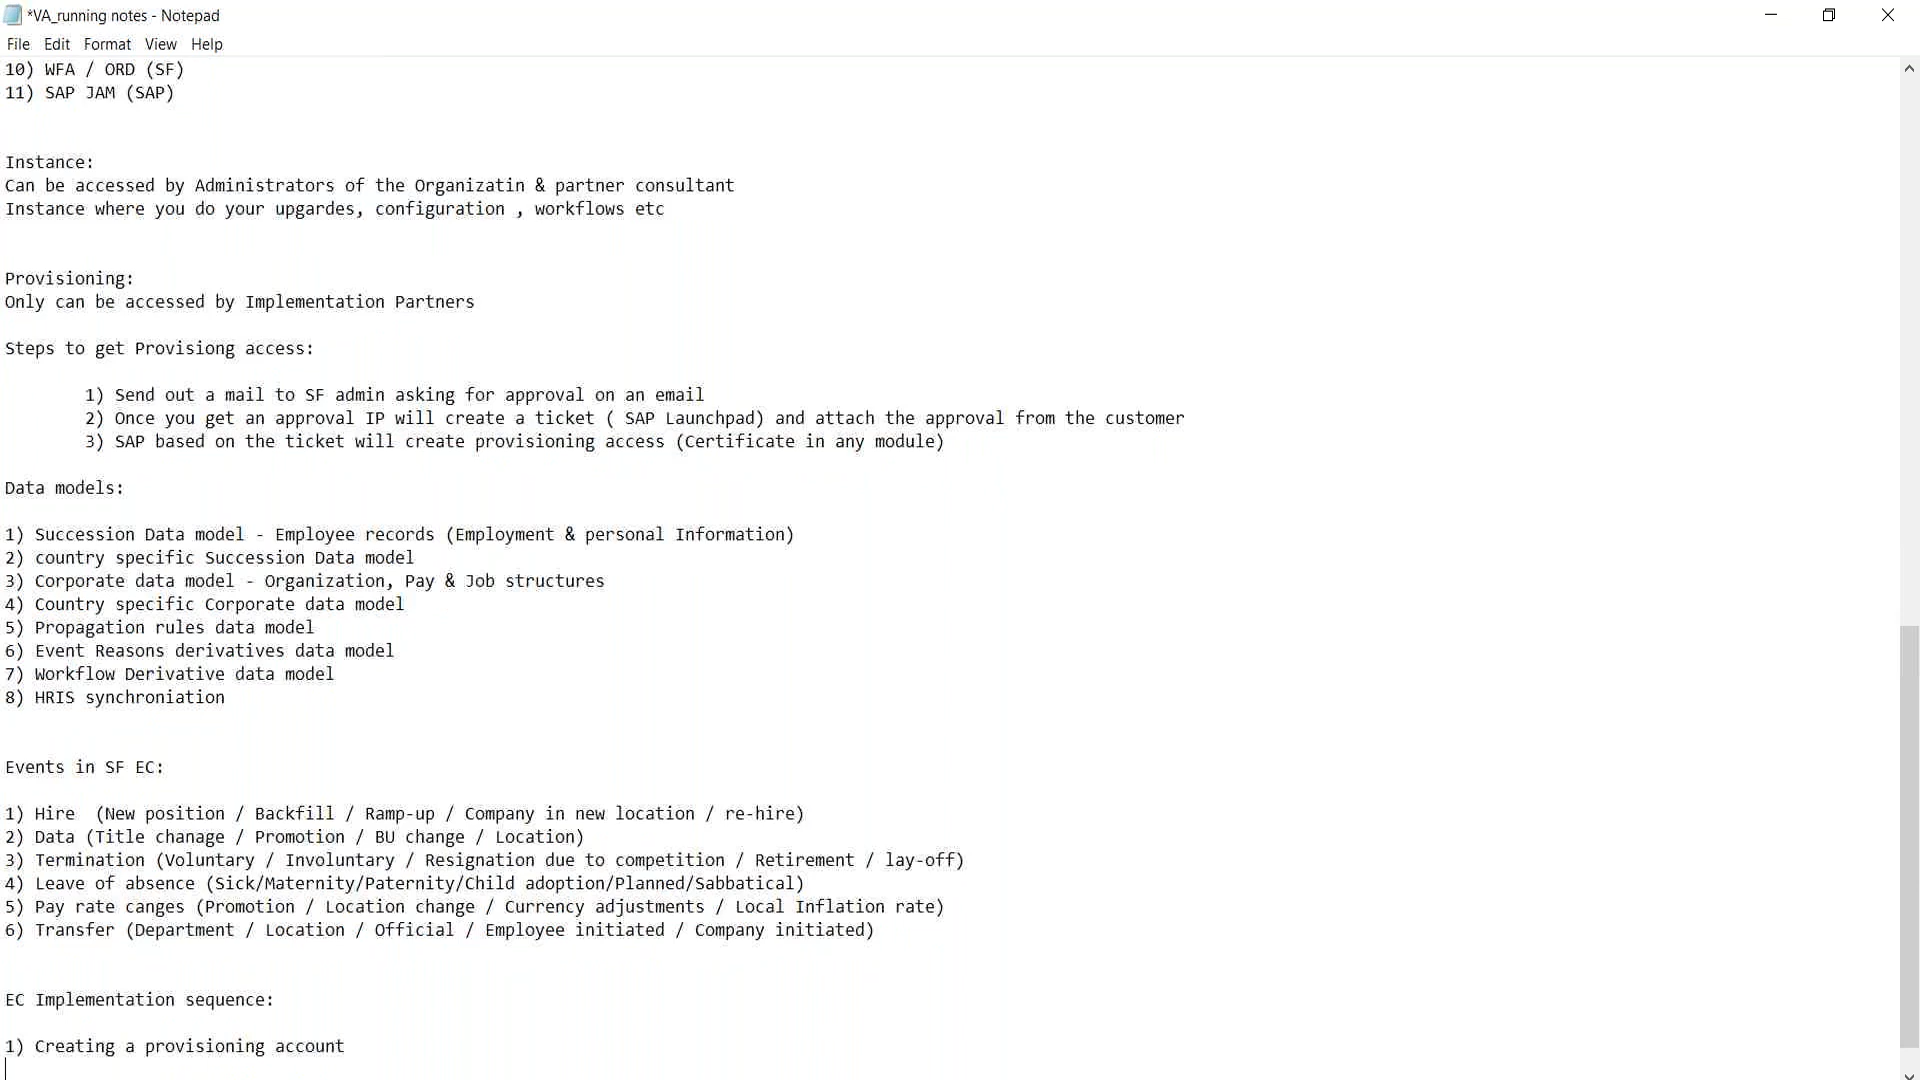 *VA_running notes - Notepad
File Edit Format View Help
10) WFA / ORD (SF)
11) SAP JAM (SAP)
Instance:
Can be accessed by Administrators of the Organizatin & partner consultant
Instance where you do your upgardes, configuration , workflows etc
Provisioning:
Only can be accessed by Implementation Partners
Steps to get Provisiong access:
1) Send out a mail to SF admin asking for approval on an email
2) Once you get an approval IP will create a ticket ( SAP Launchpad) and attach the approval from the customer
3) SAP based on the ticket will create provisioning access (Certificate in any module)
Data models:
1) Succession Data model - Employee records (Employment & personal Information)
2) country specific Succession Data model
3) Corporate data model - Organization, Pay & Job structures
4) Country specific Corporate data model
5) Propagation rules data model
6) Event Reasons derivatives data model
7) Workflow Derivative data model
8) HRIS synchroniation
Events in SF EC:
1) Hire  (New position / Backfill / Ramp-up / Company in new location / re-hire)
2) Data (Title chanage / Promotion / BU change / Location)
3) Termination (Voluntary / Involuntary / Resignation due to competition / Retirement / lay-off)
4) Leave of absence (Sick/Maternity/Paternity/Child adoption/Planned/Sabbatical)
5) Pay rate canges (Promotion / Location change / Currency adjustments / Local Inflation rate)
6) Transfer (Department / Location / Official / Employee initiated / Company initiated)
EC Implementation sequence:
1) Creating a provisioning account